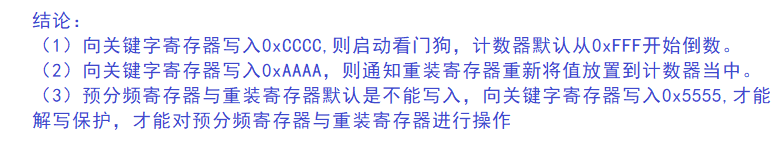 结论：
（1）向关键字寄存器写入0xCCCC,则启动看门狗，计数器默认从0xFFF开始倒数。
（2）向关键字寄存器写入0xAAAA，则通知重装寄存器重新将值放置到计数器当中。
（3）预分频寄存器与重装寄存器默认是不能写入，向关键字寄存器写入0x5555,才能
解写保护，才能对预分频寄存器与重装寄存器进行操作